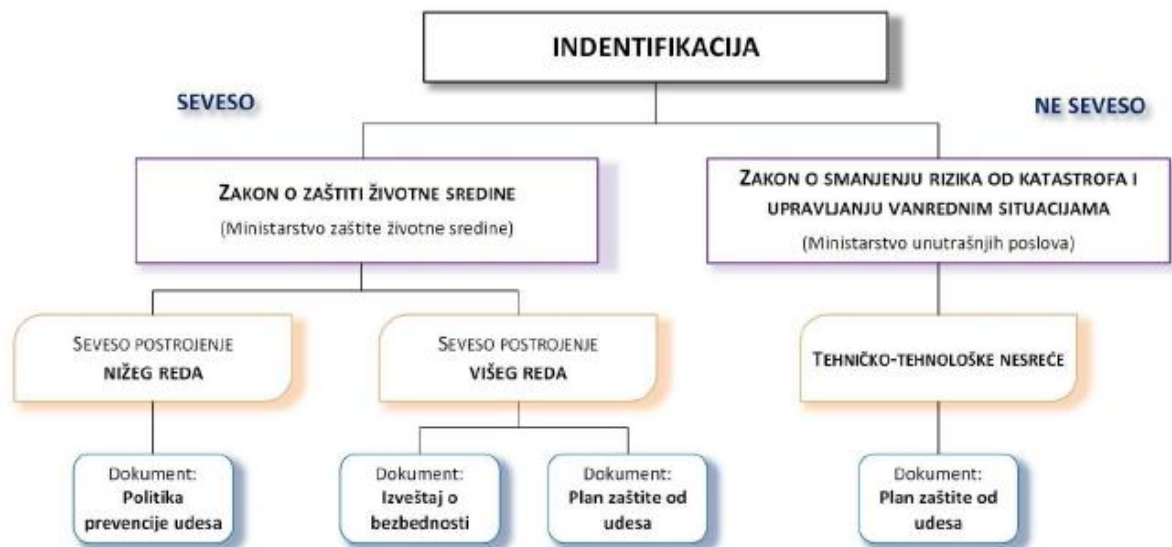 INDENTIFIKACIJA
SEVESO
NE SEVESO
ZAKON O ZAŠTITI ŽIVOTNE SREDINE
(Ministarstvo zaštite životne sredine)
ZAKON O SMANJENJU RIZIKA OD KATASTROFA I
UPRAVLJANJU VANREDNIM SITUACIJAMA
(Ministarstvo unutrašnjih poslova)
SEVESO POSTROJENJE
NIŽEG REDA
SEVESO POSTROJENJE
VIŠEG REDA
TEHNIČKO-TEHNOLOŠKE NESREĆE
Dokument:
Politika
prevencije udesa
Dokument:
Izveštaj o
bezbednosti
Dokument:
Plan zaštite od
udesa
Dokument:
Plan zaštite od
udesa